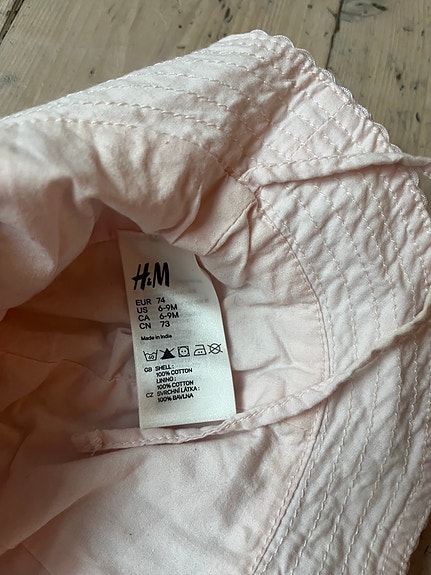 H&M
EUR 74
US 6-9M
CA 6-9M
CN 73
Made in India
40
GB SHELL:
100% COTTON
LINING:
100% COTTON
CZ SVRCHNÍ LÁTKA:
100% BAVLNA